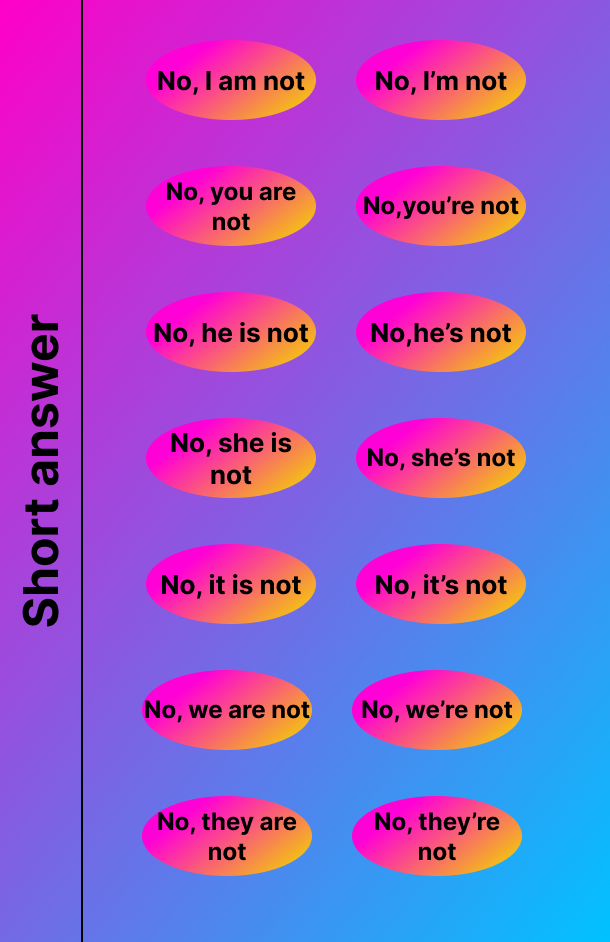 Short answer
No, I am not
No, I’m not
No, you are
not
No,you’re not
No, he is not
No,he’s not
No, she is
not
No, she’s not
No, it is not
No, it’s not
No, we are not
No, we’re not
No, they are
not
No, they’re
not